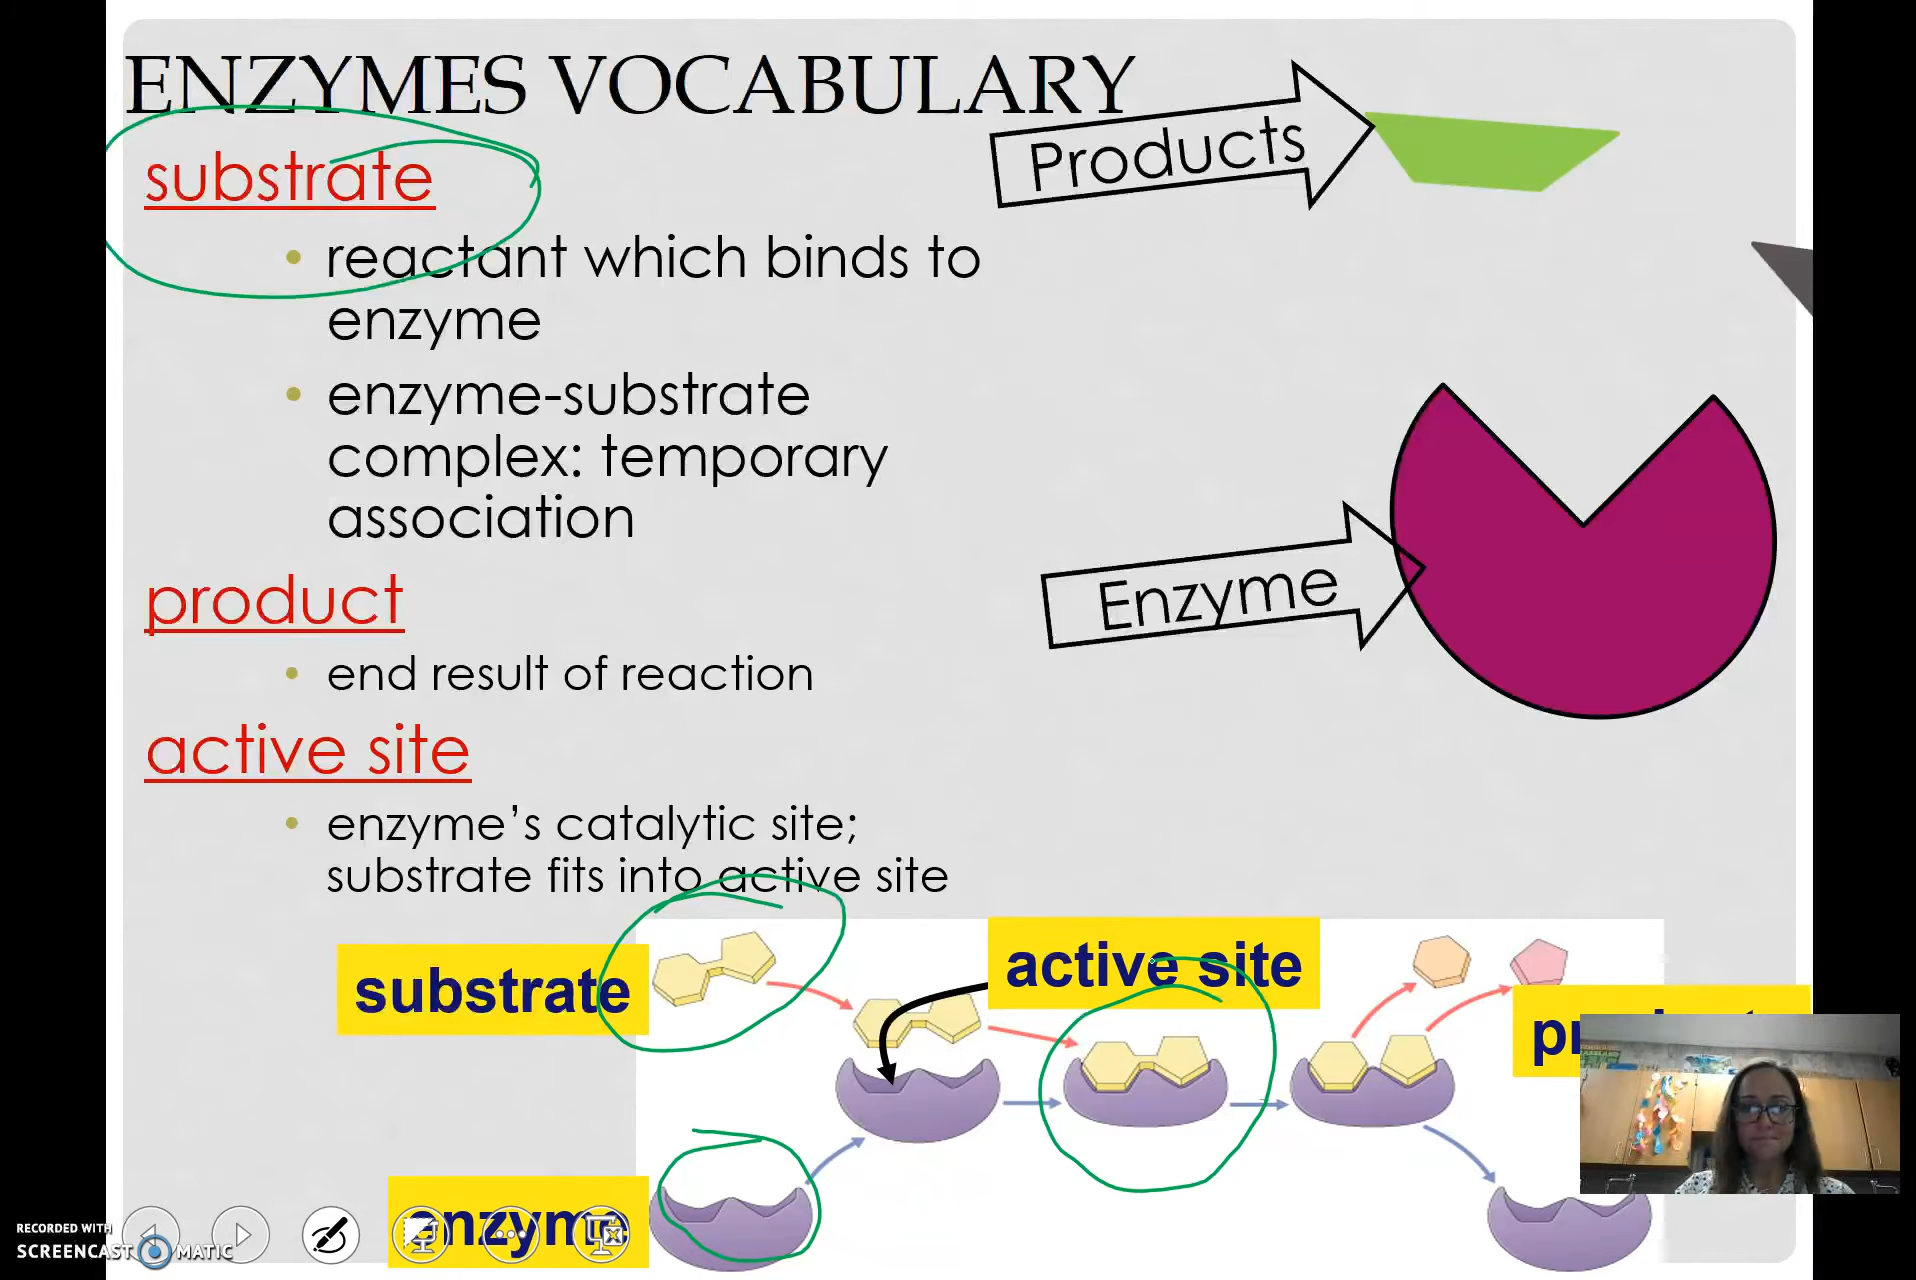 ENZYMES VOCABULARY
substrate
• reactant which binds to
enzyme
• enzyme-substrate
complex: temporary
association
product
• end result of reaction
active site
• enzyme’s catalytic site;
substrate fits into active site
Products
Enzyme
substrate
active site
enzyme
RECORDED WITH
SCREENCAST MATIC